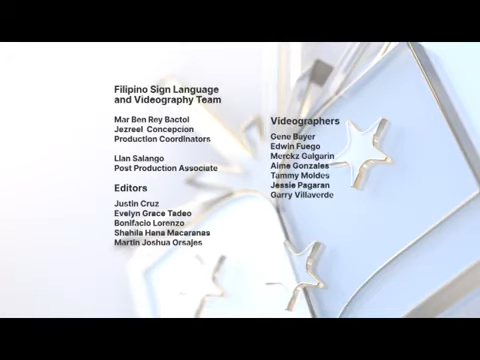 Filipino Sign Language
and Videography Team
Mar Ben Rey Bactol
Jezreel Concepcion
Production Coordinators
Lian Salango
Post Production Associate
Editors
Justin Cruz
Evelyn Grace Tadeo
Bonifacio Lorenzo
Shahila Hana Macaranas
Martin Joshua Orsajes
Videographers
Gene Buyer
Edwin Fuego
Merckz Galgarin
Aime Gonzales
Tammy Moldes
Jessie Pagaran
Garry Villaverde